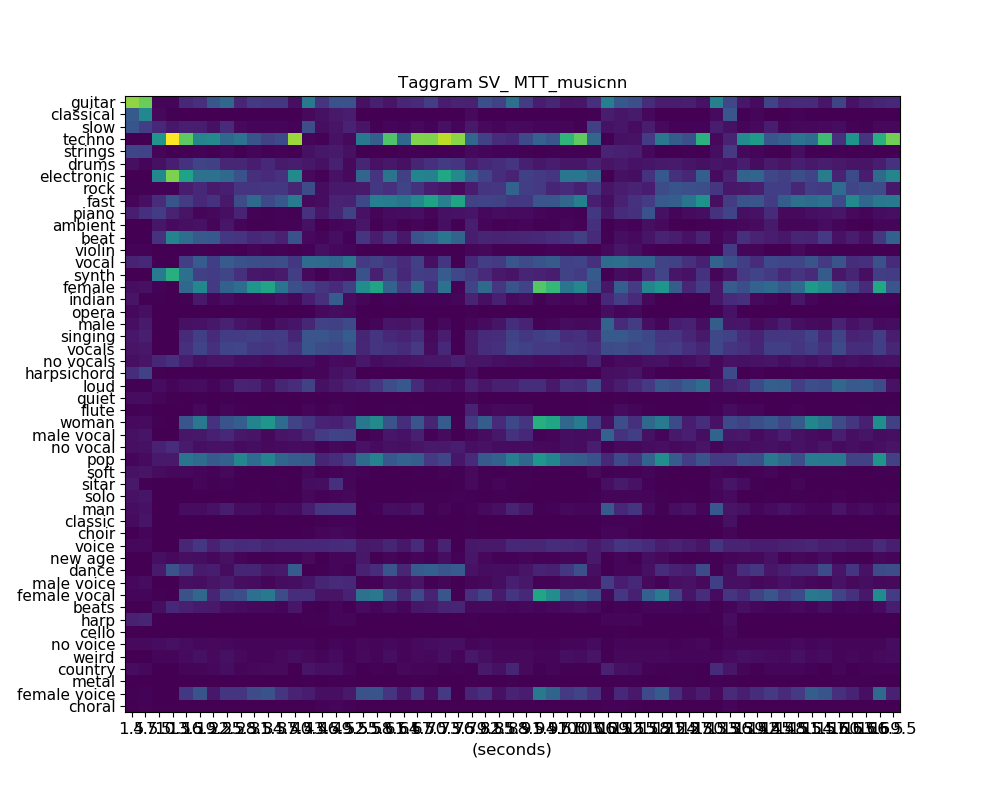 Taggram SV_ MTT_musicnn
guitar
classical
slow
techno
strings
drums
electronic
rock
fast
piano
ambient
beat
violin
vocal
synth
female
indian
opera
male
singing
vocals
no vocals
harpsichord
loud
quiet
flute
woman
male vocal
no vocal
pop
soft
sitar
solo
man
classic
choir
voice
new age
dance
male voice
female vocal
beats
harp
cello
no voice
weird
country
metal
female voice
choral
(seconds)